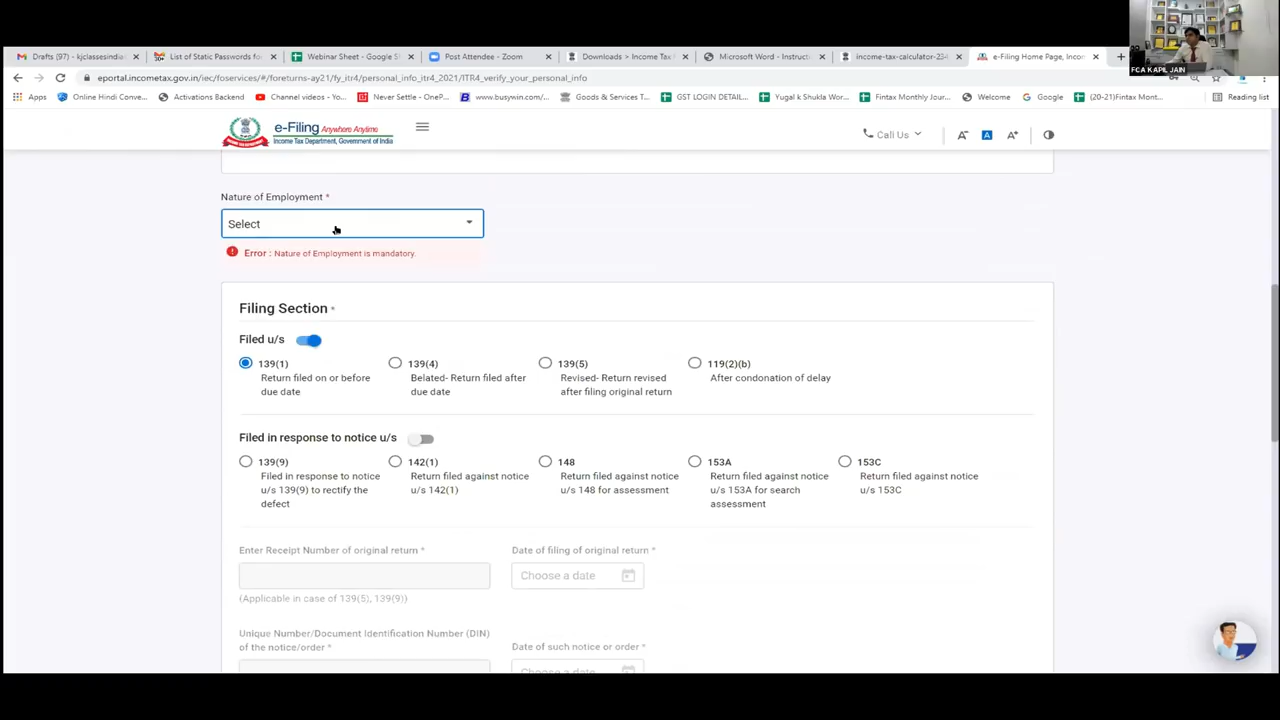 Drafts (97) - kjclassesindia
List of Static Passwords for
Webinar Sheet - Google S
Post Attendee - Zoom
Downloads > Income Tax
Microsoft Word - Instructi
income-tax-calculator-234
e-Filing Home Page, Incom
FCA KAPIL JAIN
eportal.incometax.gov.in/iec/foservices/#/foreturns-ay21/fy_itr4/personal_info_itr4_2021/ITR4_verify_your_personal_info
Apps
Online Hindi Conve...
Activations Backend
Channel videos - Yo...
Never Settle - OneP...
www.busywin.com/...
Goods & Services T...
GST LOGIN DETAIL...
Yugal k Shukla Wor...
Fintax Monthly Jour...
Welcome
Google
(20-21)Fintax Mont...
Reading list
e-Filing Anywhere Anytime
Income Tax Department, Government of India
Call Us
A-
A
A+
Nature of Employment *
Select
Error : Nature of Employment is mandatory.
Filing Section *
Filed u/s
139(1)
Return filed on or before
due date
139(4)
Belated- Return filed after
due date
139(5)
Revised- Return revised
after filing original return
119(2)(b)
After condonation of delay
Filed in response to notice u/s
139(9)
Filed in response to notice
u/s 139(9) to rectify the
defect
142(1)
Return filed against notice
u/s 142(1)
148
Return filed against notice
u/s 148 for assessment
153A
Return filed against notice
u/s 153A for search
assessment
153C
Return filed against notice
u/s 153C
Enter Receipt Number of original return *
Date of filing of original return *
Choose a date
(Applicable in case of 139(5), 139(9))
Unique Number/Document Identification Number (DIN)
of the notice/order *
Date of such notice or order *
Choose a date